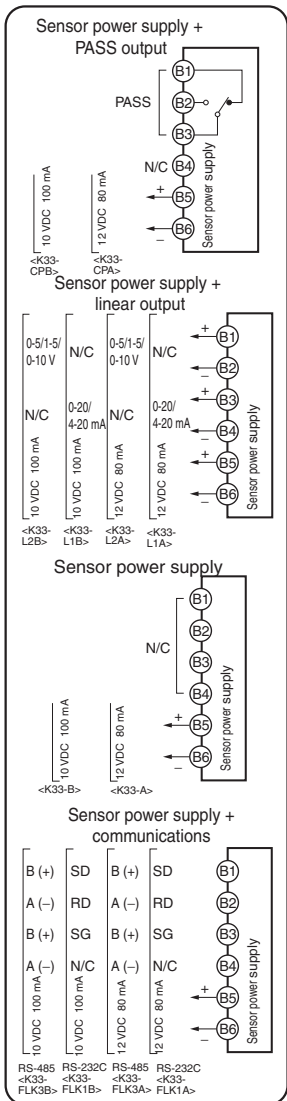 Sensor power supply +
PASS output
B1
PASS
B2
B3
N/C
B4
+
B5
−
B6
Sensor power supply
10 VDC 100 mA
12 VDC 80 mA
<K33-
CPB>
<K33-
CPA>
Sensor power supply +
linear output
0-5/1-5/
0-10 V
N/C
0-5/1-5/
0-10 V
N/C
N/C
0-20/
4-20 mA
N/C
0-20/
4-20 mA
10 VDC 100 mA
10 VDC 100 mA
12 VDC 80 mA
12 VDC 80 mA
<K33-
L2B>
<K33-
L1B>
<K33-
L2A>
<K33-
L1A>
+
B1
−
B2
+
B3
−
B4
+
B5
−
B6
Sensor power supply
Sensor power supply
B1
B2
N/C
B3
B4
+
B5
−
B6
Sensor power supply
10 VDC 100 mA
12 VDC 80 mA
<K33-B>
<K33-A>
Sensor power supply +
communications
B (+) SD B (+) SD B1
A (−) RD A (−) RD B2
B (+) SG B (+) SG B3
A (−) N/C A (−) N/C B4
+
B5
−
B6
Sensor power supply
10 VDC 100 mA
10 VDC 100 mA
12 VDC 80 mA
12 VDC 80 mA
RS-485
<K33-
FLK3B>
RS-232C
<K33-
FLK1B>
RS-485
<K33-
FLK3A>
RS-232C
<K33-
FLK1A>